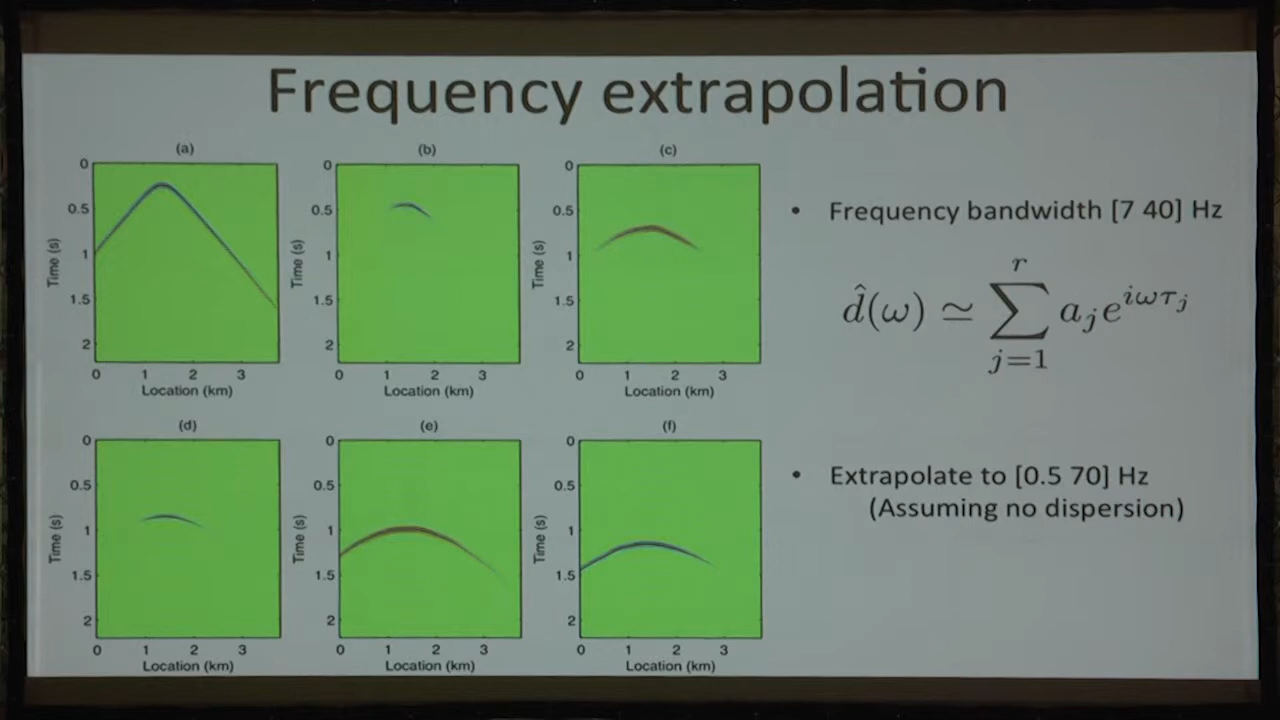 Frequency extrapolation
(a)
0
0.5
1
1.5
2
Time (s)
0 1 2 3
Location (km)
(b)
0
0.5
1
1.5
2
Time (s)
0 1 2 3
Location (km)
(c)
0
0.5
1
1.5
2
Time (s)
0 1 2 3
Location (km)
(d)
0
0.5
1
1.5
2
Time (s)
0 1 2 3
Location (km)
(e)
0
0.5
1
1.5
2
Time (s)
0 1 2 3
Location (km)
(f)
0
0.5
1
1.5
2
Time (s)
0 1 2 3
Location (km)
• Frequency bandwidth [7 40] Hz
r
d̂(ω) ≃ ∑ a_j e^{iωτ_j}
j=1
• Extrapolate to [0.5 70] Hz
(Assuming no dispersion)